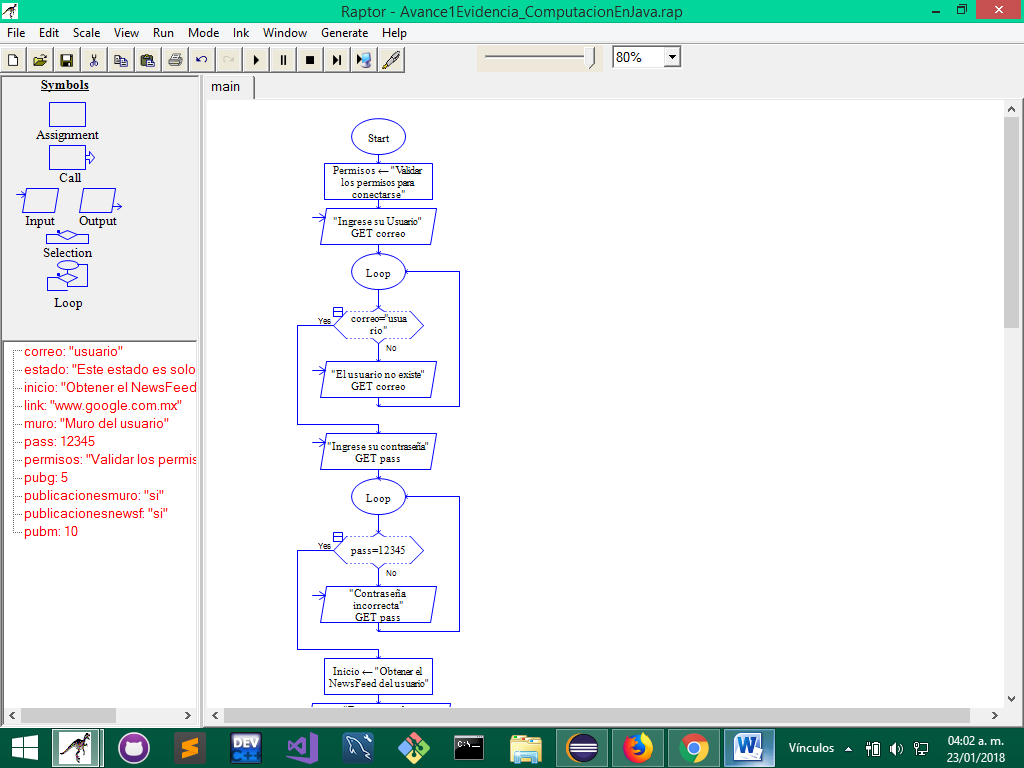 Raptor - Avance1Evidencia_ComputacionEnJava.rap
File Edit Scale View Run Mode Ink Window Generate Help
80%
Symbols
Assignment
Call
Input Output
Selection
Loop
correo: "usuario"
estado: "Este estado es solo
inicio: "Obtener el NewsFeed
link: "www.google.com.mx"
muro: "Muro del usuario"
pass: 12345
permisos: "Validar los permis
pubg: 5
publicacionesmuro: "si"
publicacionesnewsf: "si"
pubm: 10
main
Start
Permisos ← "Validar
los permisos para
conectarse"
"Ingrese su Usuario"
GET correo
Loop
correo="usua
rio"
Yes
No
"El usuario no existe"
GET correo
"Ingrese su contraseña"
GET pass
Loop
pass=12345
Yes
No
"Contraseña
incorrecta"
GET pass
Inicio ← "Obtener el
NewsFeed del usuario"
DEV
C++
C:\>_
W
Vínculos
04:02 a. m.
23/01/2018